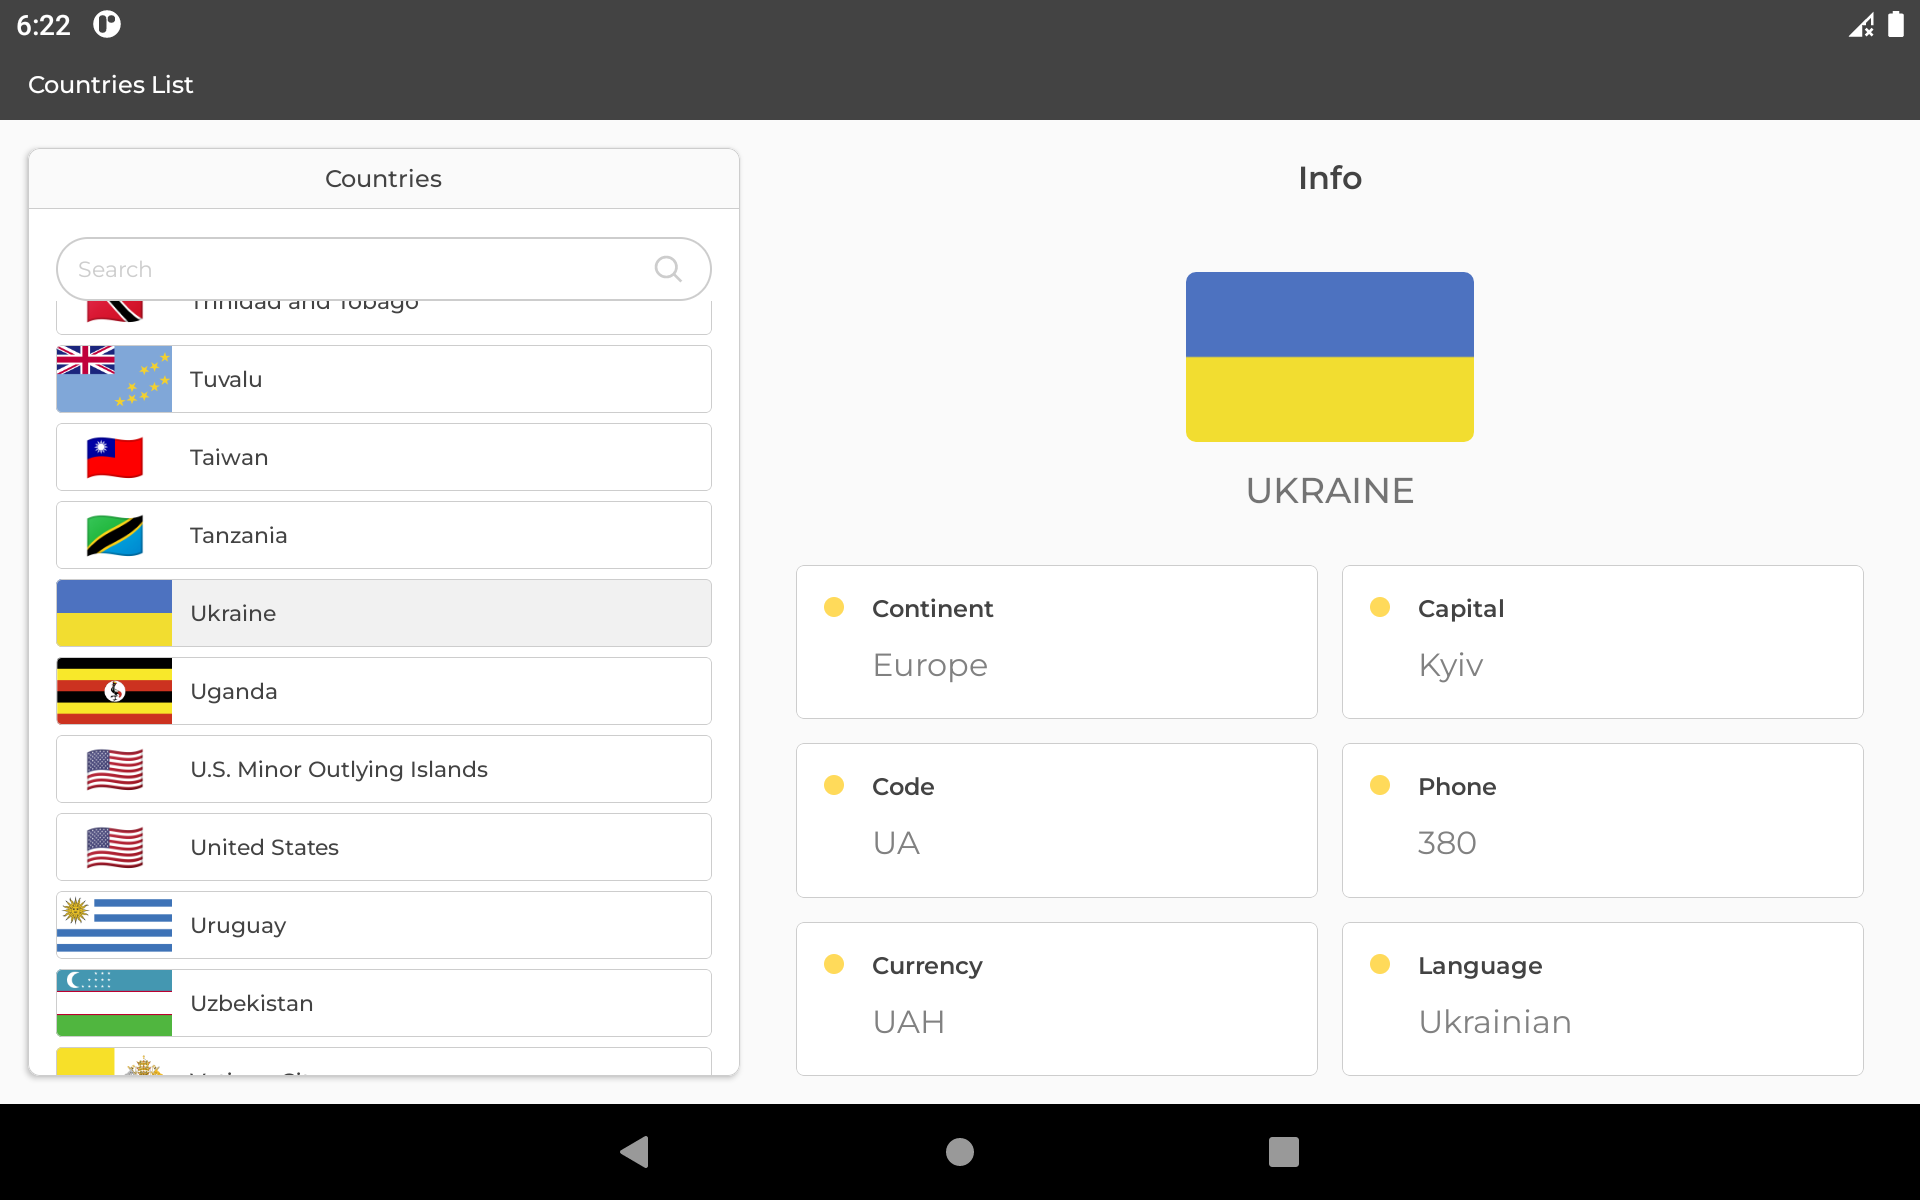 6:22
Countries List
Countries
Search
Trinidad and Tobago
Tuvalu
Taiwan
Tanzania
Ukraine
Uganda
U.S. Minor Outlying Islands
United States
Uruguay
Uzbekistan
Info
UKRAINE
Continent
Europe
Capital
Kyiv
Code
UA
Phone
380
Currency
UAH
Language
Ukrainian